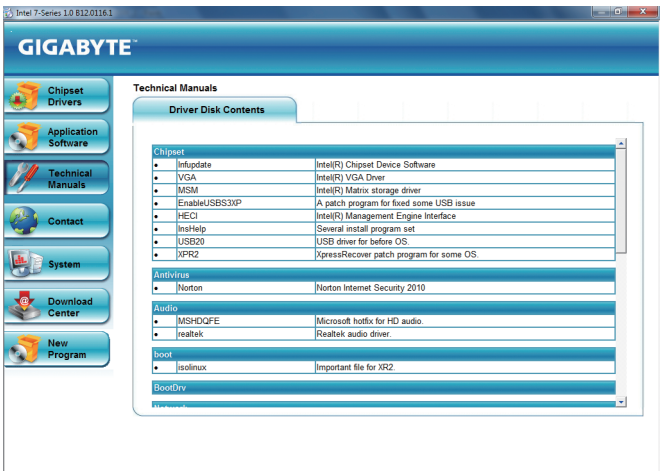 Intel 7-Series 1.0 B12.0116.1
GIGABYTE™
Chipset
Drivers
Application
Software
Technical
Manuals
Contact
System
Download
Center
New
Program
Technical Manuals
Driver Disk Contents
Chipset
• Infupdate Intel(R) Chipset Device Software
• VGA Intel(R) VGA Drver
• MSM Intel(R) Matrix storage driver
• EnableUSBS3XP A patch program for fixed some USB issue
• HECI Intel(R) Management Engine Interface
• InsHelp Several install program set
• USB20 USB driver for before OS.
• XPR2 XpressRecover patch program for some OS.
Antivirus
• Norton Norton Internet Security 2010
Audio
• MSHDQFE Microsoft hotfix for HD audio.
• realtek Realtek audio driver.
boot
• isolinux Important file for XR2.
BootDrv